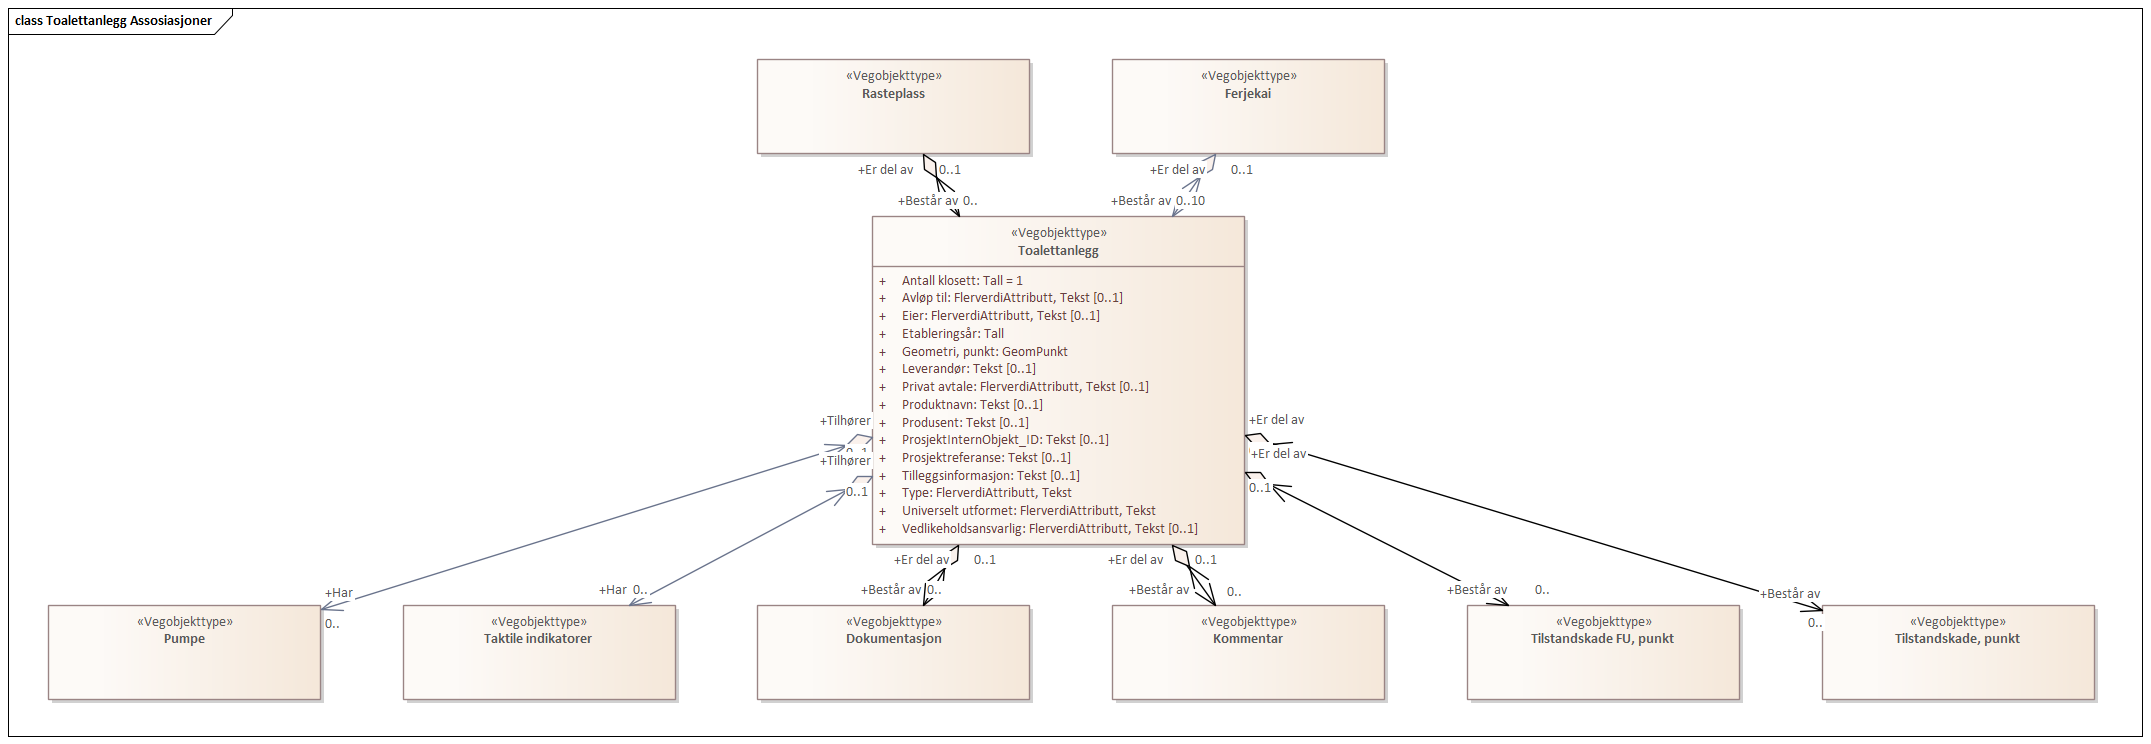 class Toalettanlegg Assosiasjoner
«Vegobjekttype»
Rasteplass
«Vegobjekttype»
Ferjekai
+Er del av
0..1
+Er del av
0..1
+Består av 0..
+Består av 0..10
«Vegobjekttype»
Toalettanlegg
+ Antall klosett: Tall = 1
+ Avløp til: FlerverdiAttributt, Tekst [0..1]
+ Eier: FlerverdiAttributt, Tekst [0..1]
+ Etableringsår: Tall
+ Geometri, punkt: GeomPunkt
+ Leverandør: Tekst [0..1]
+ Privat avtale: FlerverdiAttributt, Tekst [0..1]
+ Produktnavn: Tekst [0..1]
+ Produsent: Tekst [0..1]
+ ProsjektInternObjekt_ID: Tekst [0..1]
+ Prosjektreferanse: Tekst [0..1]
+ Tilleggsinformasjon: Tekst [0..1]
+ Type: FlerverdiAttributt, Tekst
+ Universelt utformet: FlerverdiAttributt, Tekst
+ Vedlikeholdsansvarlig: FlerverdiAttributt, Tekst [0..1]
+Tilhører
+Tilhører
0..1
+Er del av
+Er del av
0..1
+Er del av
0..1
+Er del av
0..1
+Har
0..
+Har 0..
+Består av 0..
+Består av
0..
+Består av
0..
+Består av
0..
«Vegobjekttype»
Pumpe
«Vegobjekttype»
Taktile indikatorer
«Vegobjekttype»
Dokumentasjon
«Vegobjekttype»
Kommentar
«Vegobjekttype»
Tilstandskade FU, punkt
«Vegobjekttype»
Tilstandskade, punkt